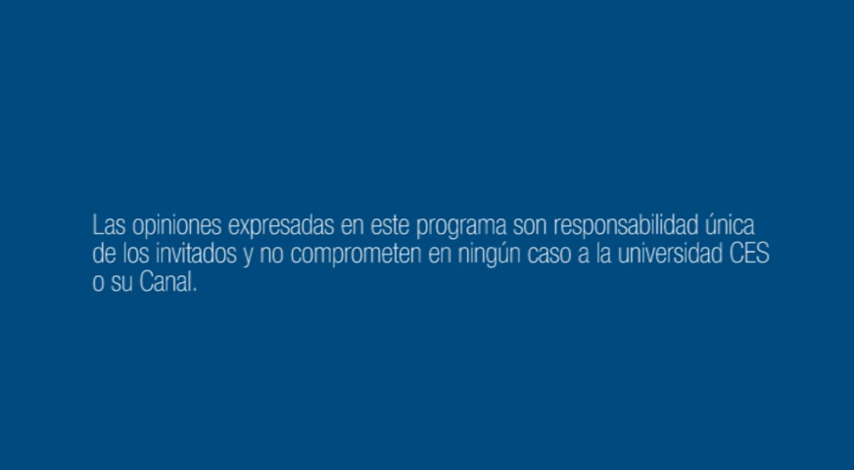 Las opiniones expresadas en este programa son responsabilidad única
de los invitados y no comprometen en ningún caso a la universidad CES
o su Canal.